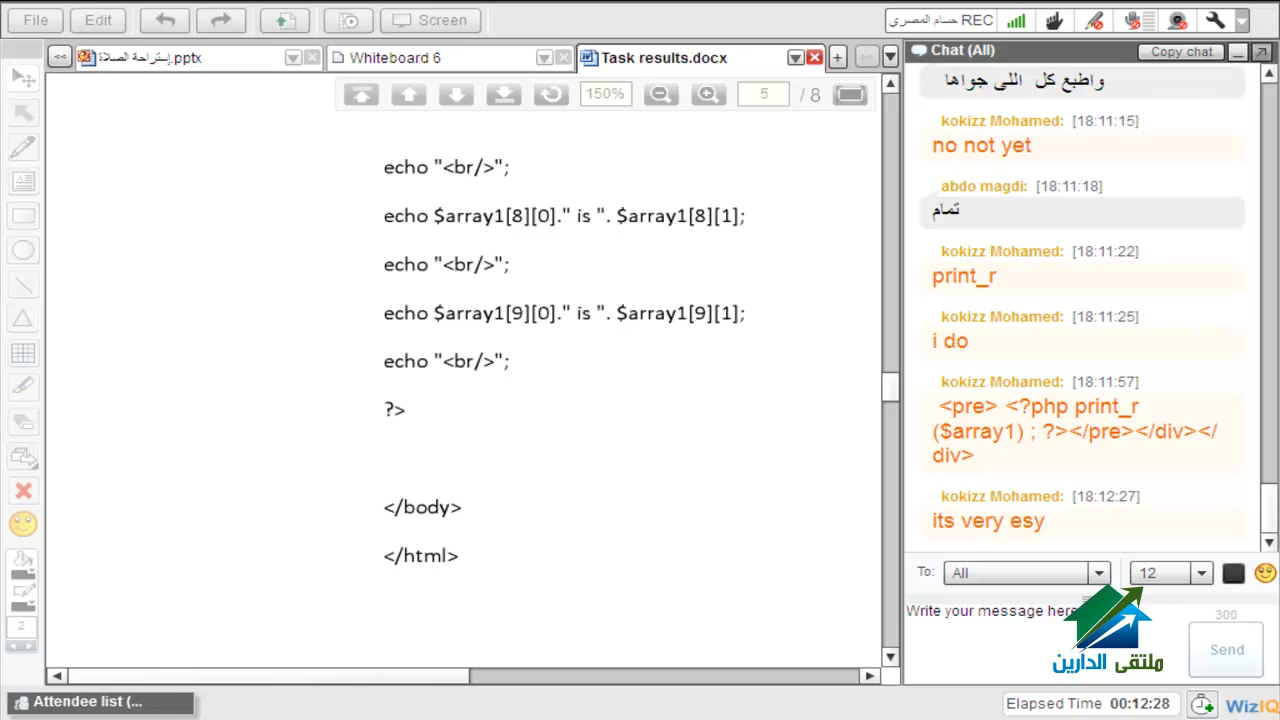 File
Edit
Screen
حسام المصرى REC
إستراحة الصلاة.pptx
Whiteboard 6
Task results.docx
150%
5
/ 8
echo "<br/>";
echo $array1[8][0]." is ". $array1[8][1];
echo "<br/>";
echo $array1[9][0]." is ". $array1[9][1];
echo "<br/>";
?>
</body>
</html>
2
Attendee list (...
Chat (All)
Copy chat
واطبع كل اللى جواها
kokizz Mohamed: [18:11:15]
no not yet
abdo magdi: [18:11:18]
تمام
kokizz Mohamed: [18:11:22]
print_r
kokizz Mohamed: [18:11:25]
i do
kokizz Mohamed: [18:11:57]
<pre> <?php print_r
($array1) ; ?></pre></div></
div>
kokizz Mohamed: [18:12:27]
its very esy
To:
All
12
Write your message here
300
Send
ملتقى الدارين
Elapsed Time 00:12:28
WizIQ